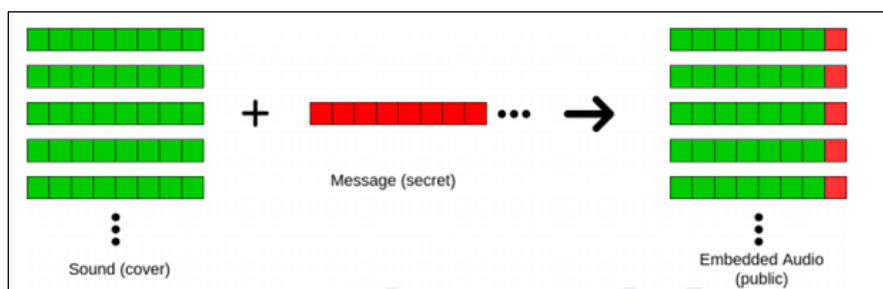 Message (secret)
Sound (cover)
Embedded Audio
(public)